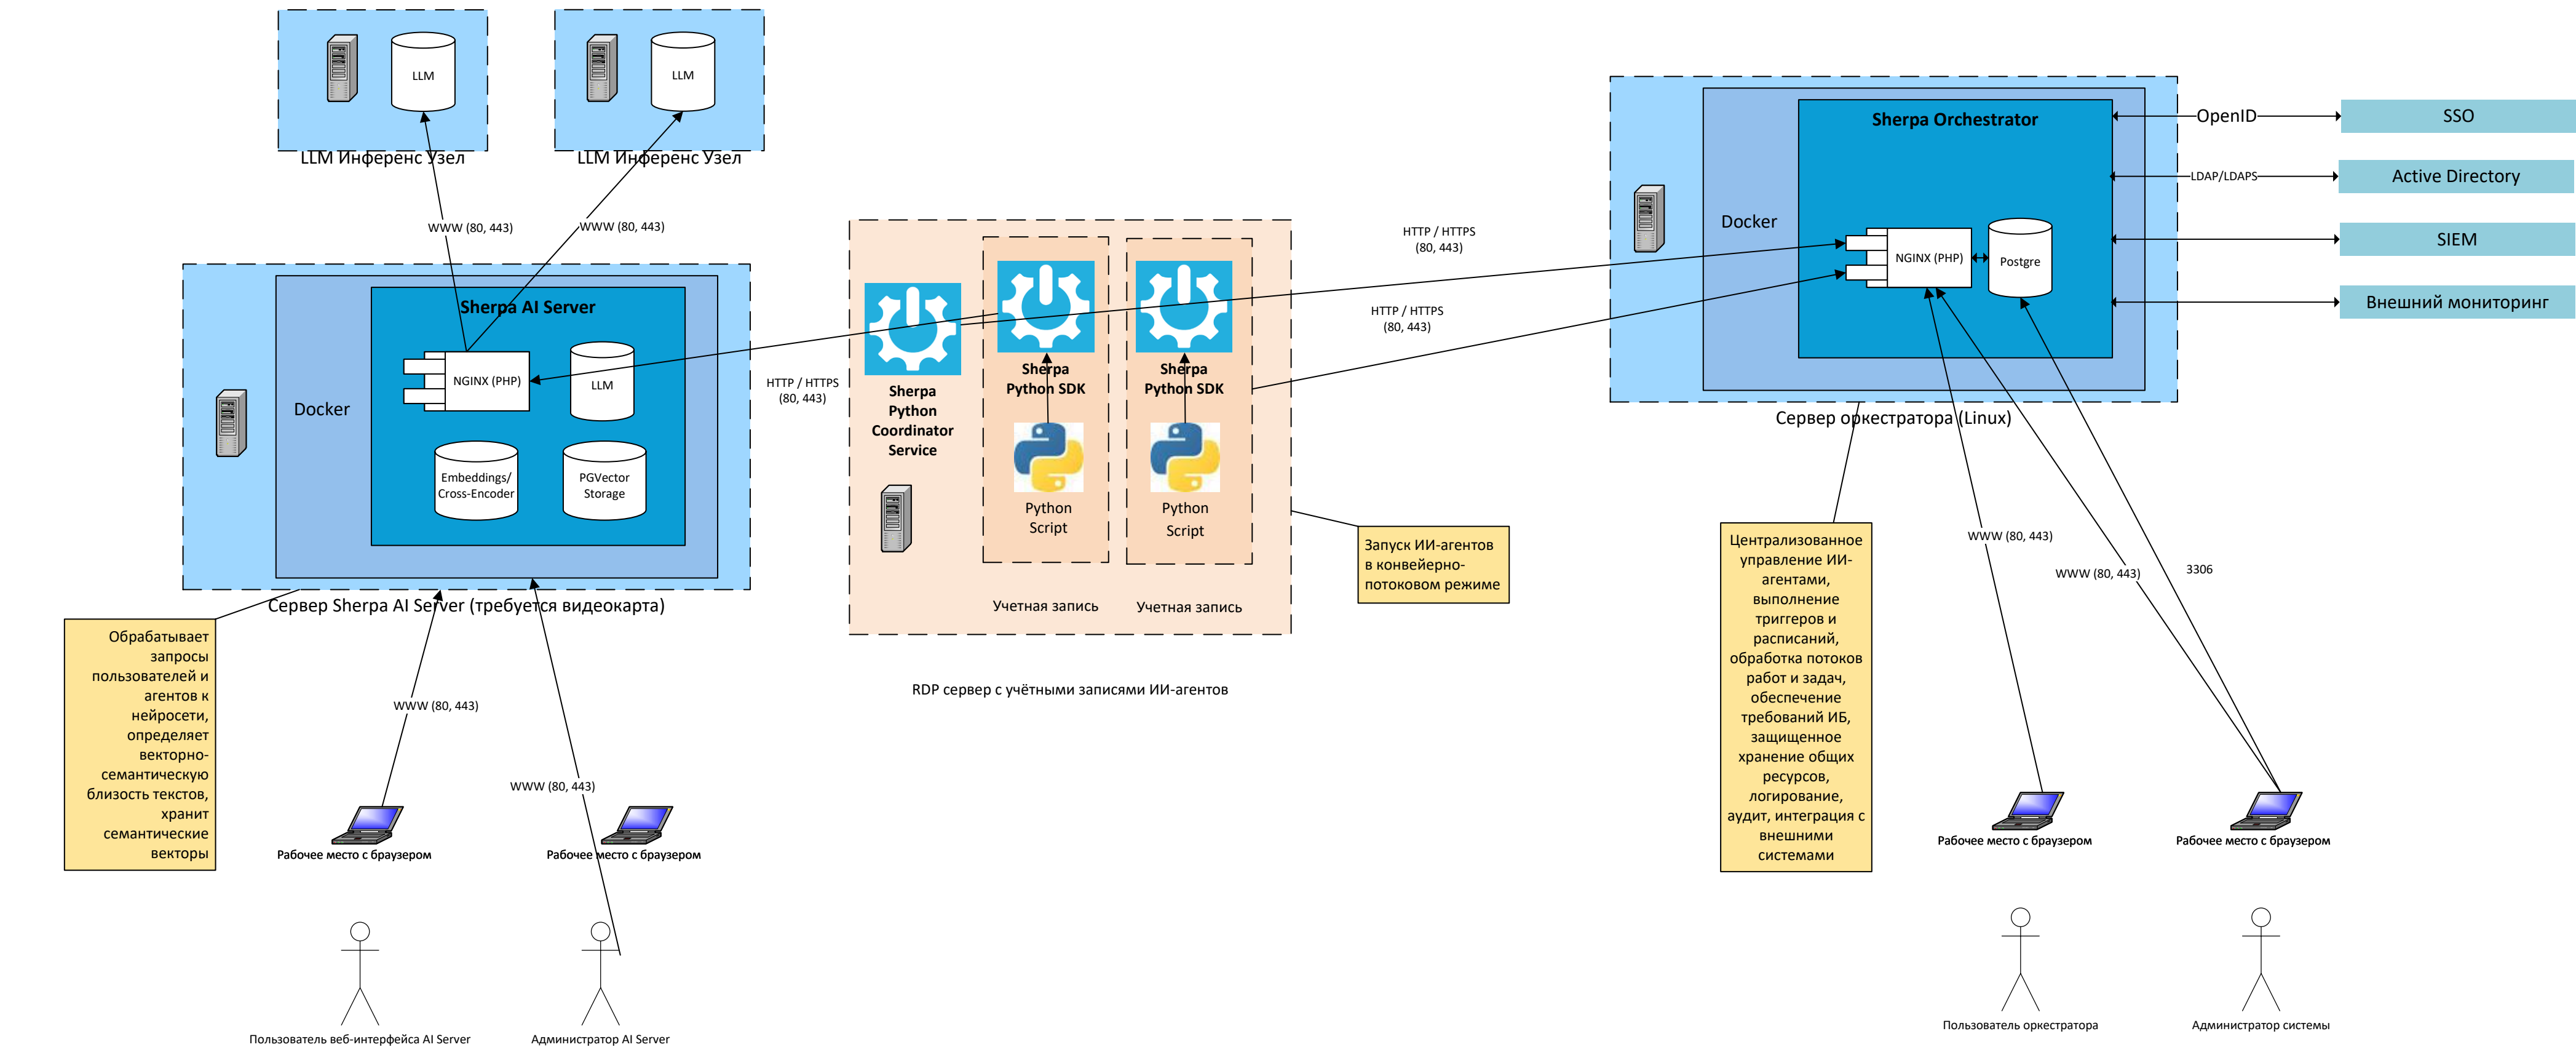 LLM
LLM
LLM Инференс Узел
LLM Инференс Узел
WWW (80, 443)
WWW (80, 443)
Sherpa AI Server
NGINX (PHP)
LLM
Docker
Embeddings/
Cross-Encoder
PGVector
Storage
Сервер Sherpa AI Server (требуется видеокарта)
Обрабатывает
запросы
пользователей и
агентов к
нейросети,
определяет
векторно-
семантическую
близость текстов,
хранит
семантические
векторы
WWW (80, 443)
WWW (80, 443)
Рабочее место с браузером
Рабочее место с браузером
Пользователь веб-интерфейса AI Server
Администратор AI Server
HTTP / HTTPS
(80, 443)
Sherpa
Python
Coordinator
Service
Sherpa
Python SDK
Sherpa
Python SDK
Python
Script
Python
Script
Учетная запись
Учетная запись
RDP сервер с учётными записями ИИ-агентов
Запуск ИИ-агентов
в конвейерно-
потоковом режиме
HTTP / HTTPS
(80, 443)
HTTP / HTTPS
(80, 443)
Sherpa Orchestrator
Docker
NGINX (PHP)
Postgre
Сервер оркестратора (Linux)
OpenID
SSO
LDAP/LDAPS
Active Directory
SIEM
Внешний мониторинг
Централизованное
управление ИИ-
агентами,
выполнение
триггеров и
расписаний,
обработка потоков
работ и задач,
обеспечение
требований ИБ,
защищенное
хранение общих
ресурсов,
логирование,
аудит, интеграция с
внешними
системами
WWW (80, 443)
WWW (80, 443)
3306
Рабочее место с браузером
Рабочее место с браузером
Пользователь оркестратора
Администратор системы